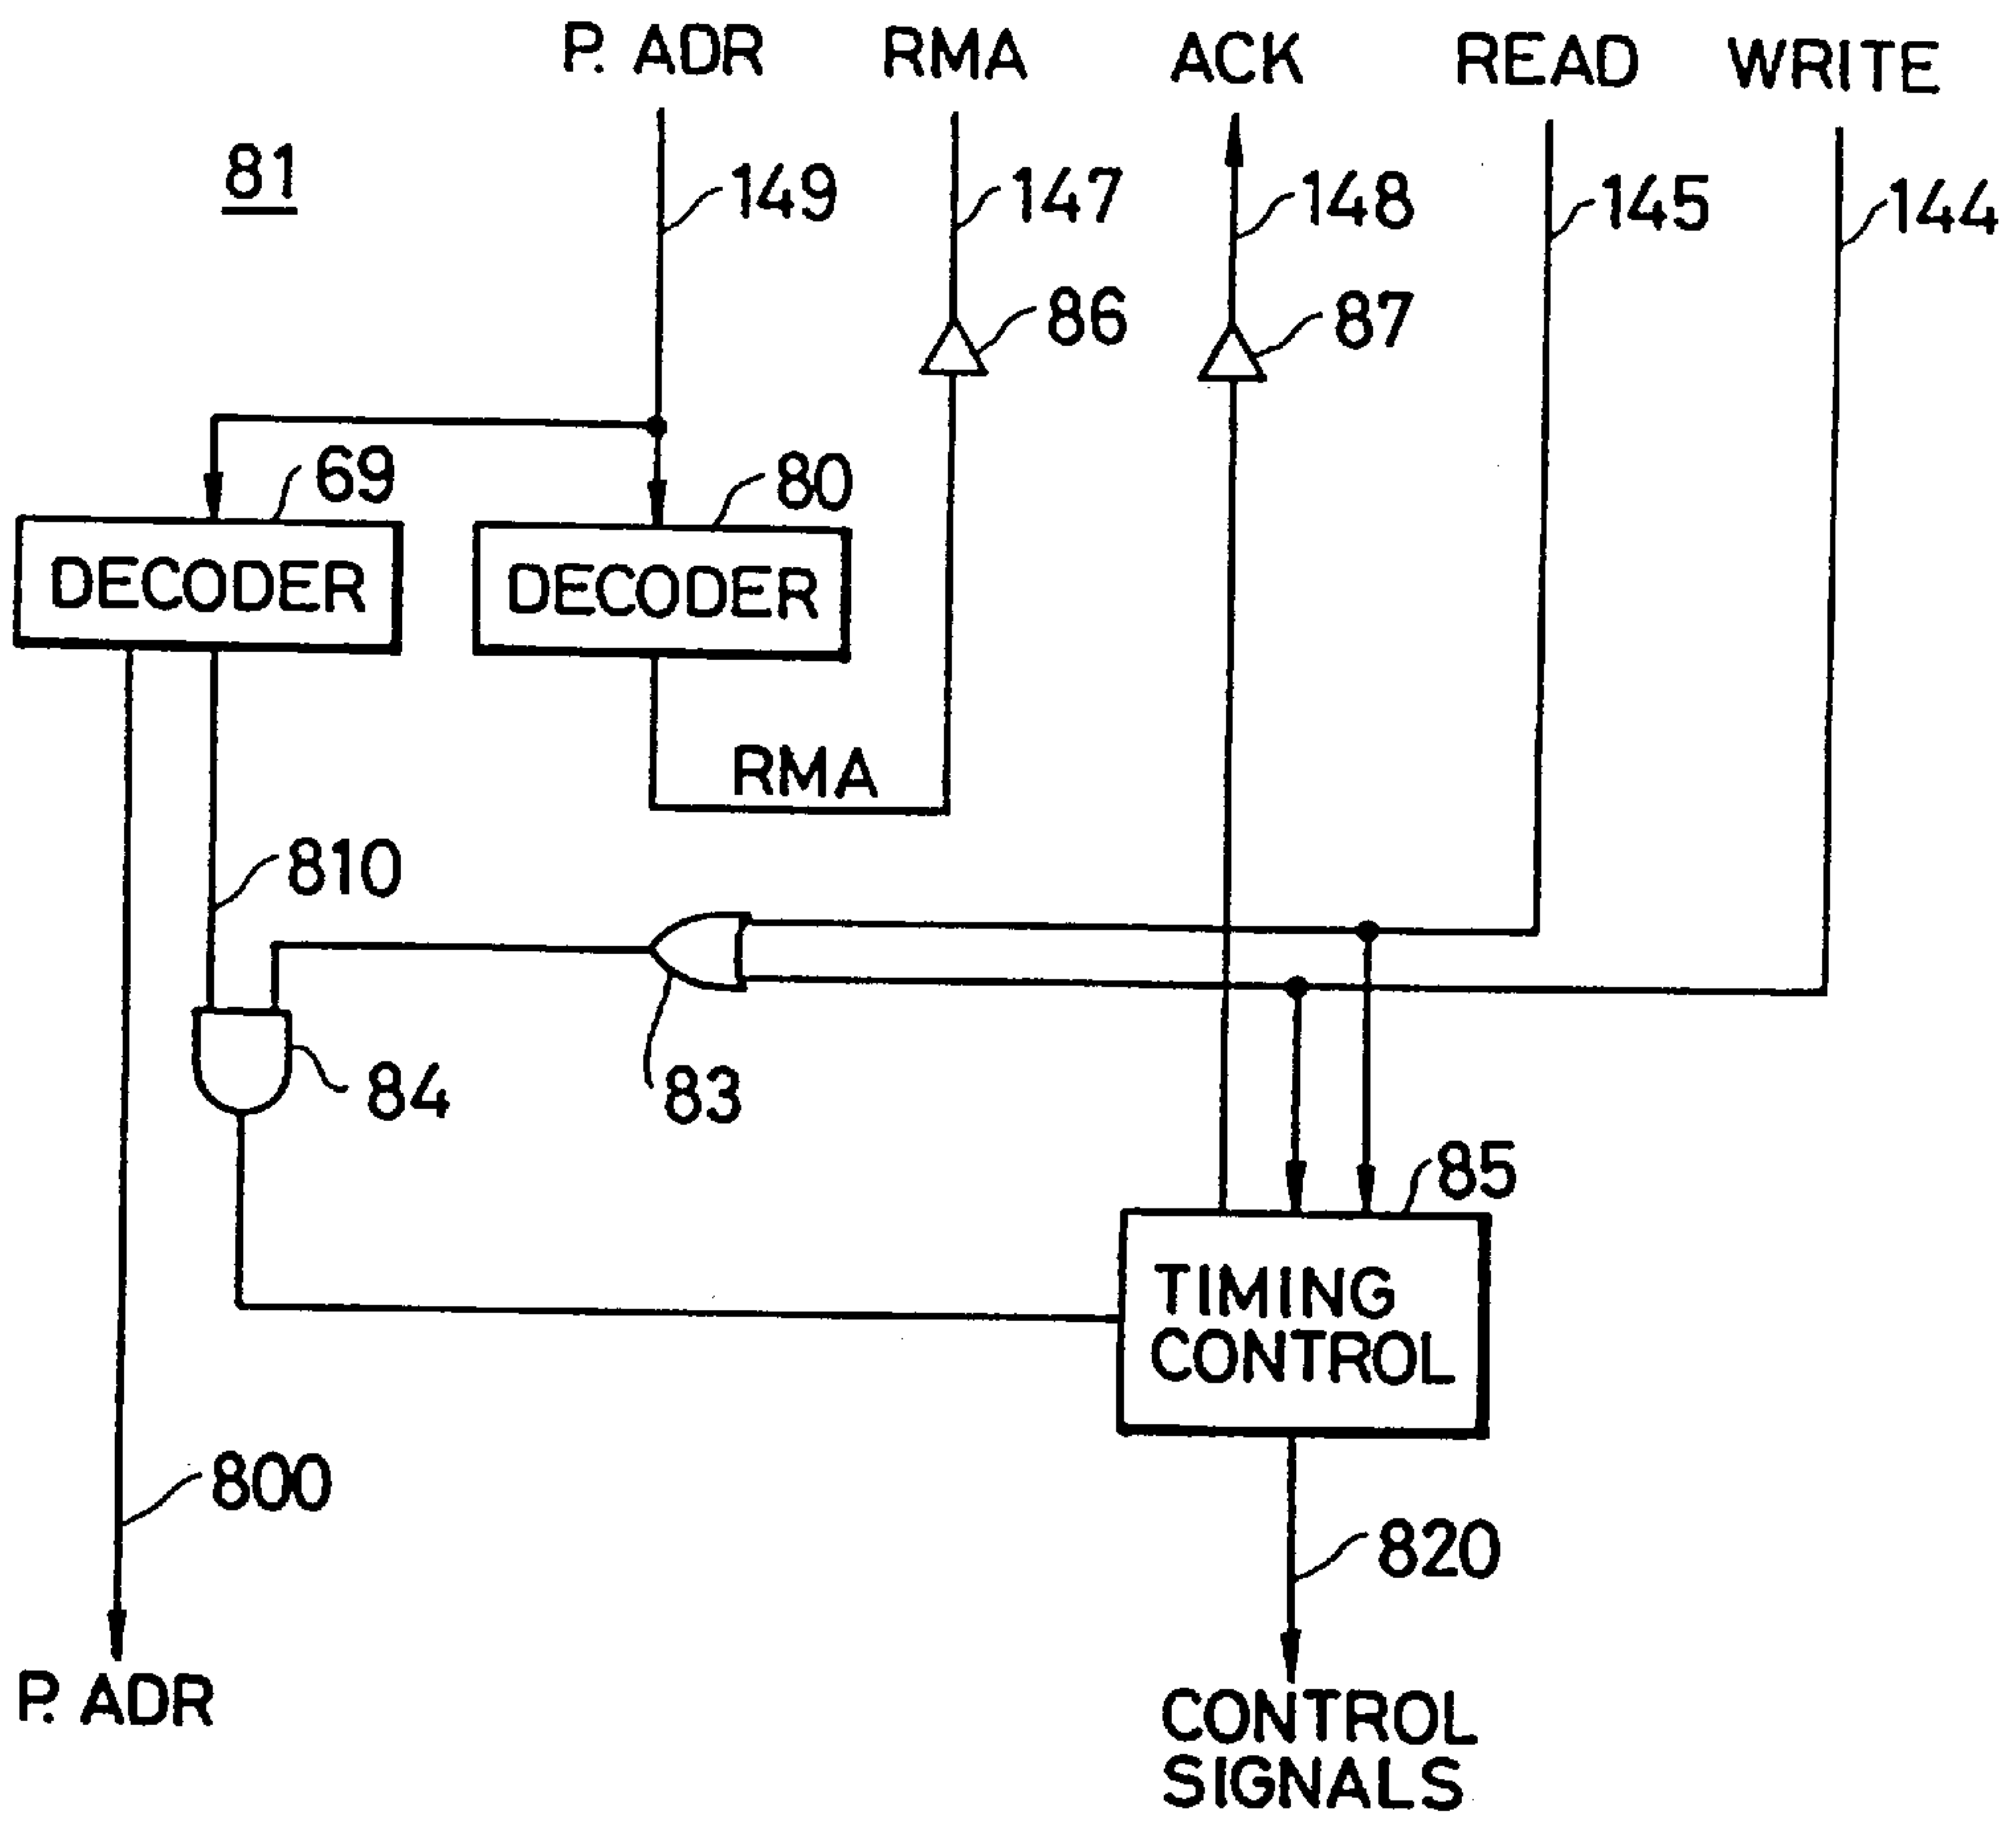 P. ADR RMA ACK READ WRITE
81
149 147 148 145 144
86 87
69 80
DECODER DECODER
RMA
810
84 83
85
TIMING
CONTROL
800
820
P. ADR
CONTROL
SIGNALS